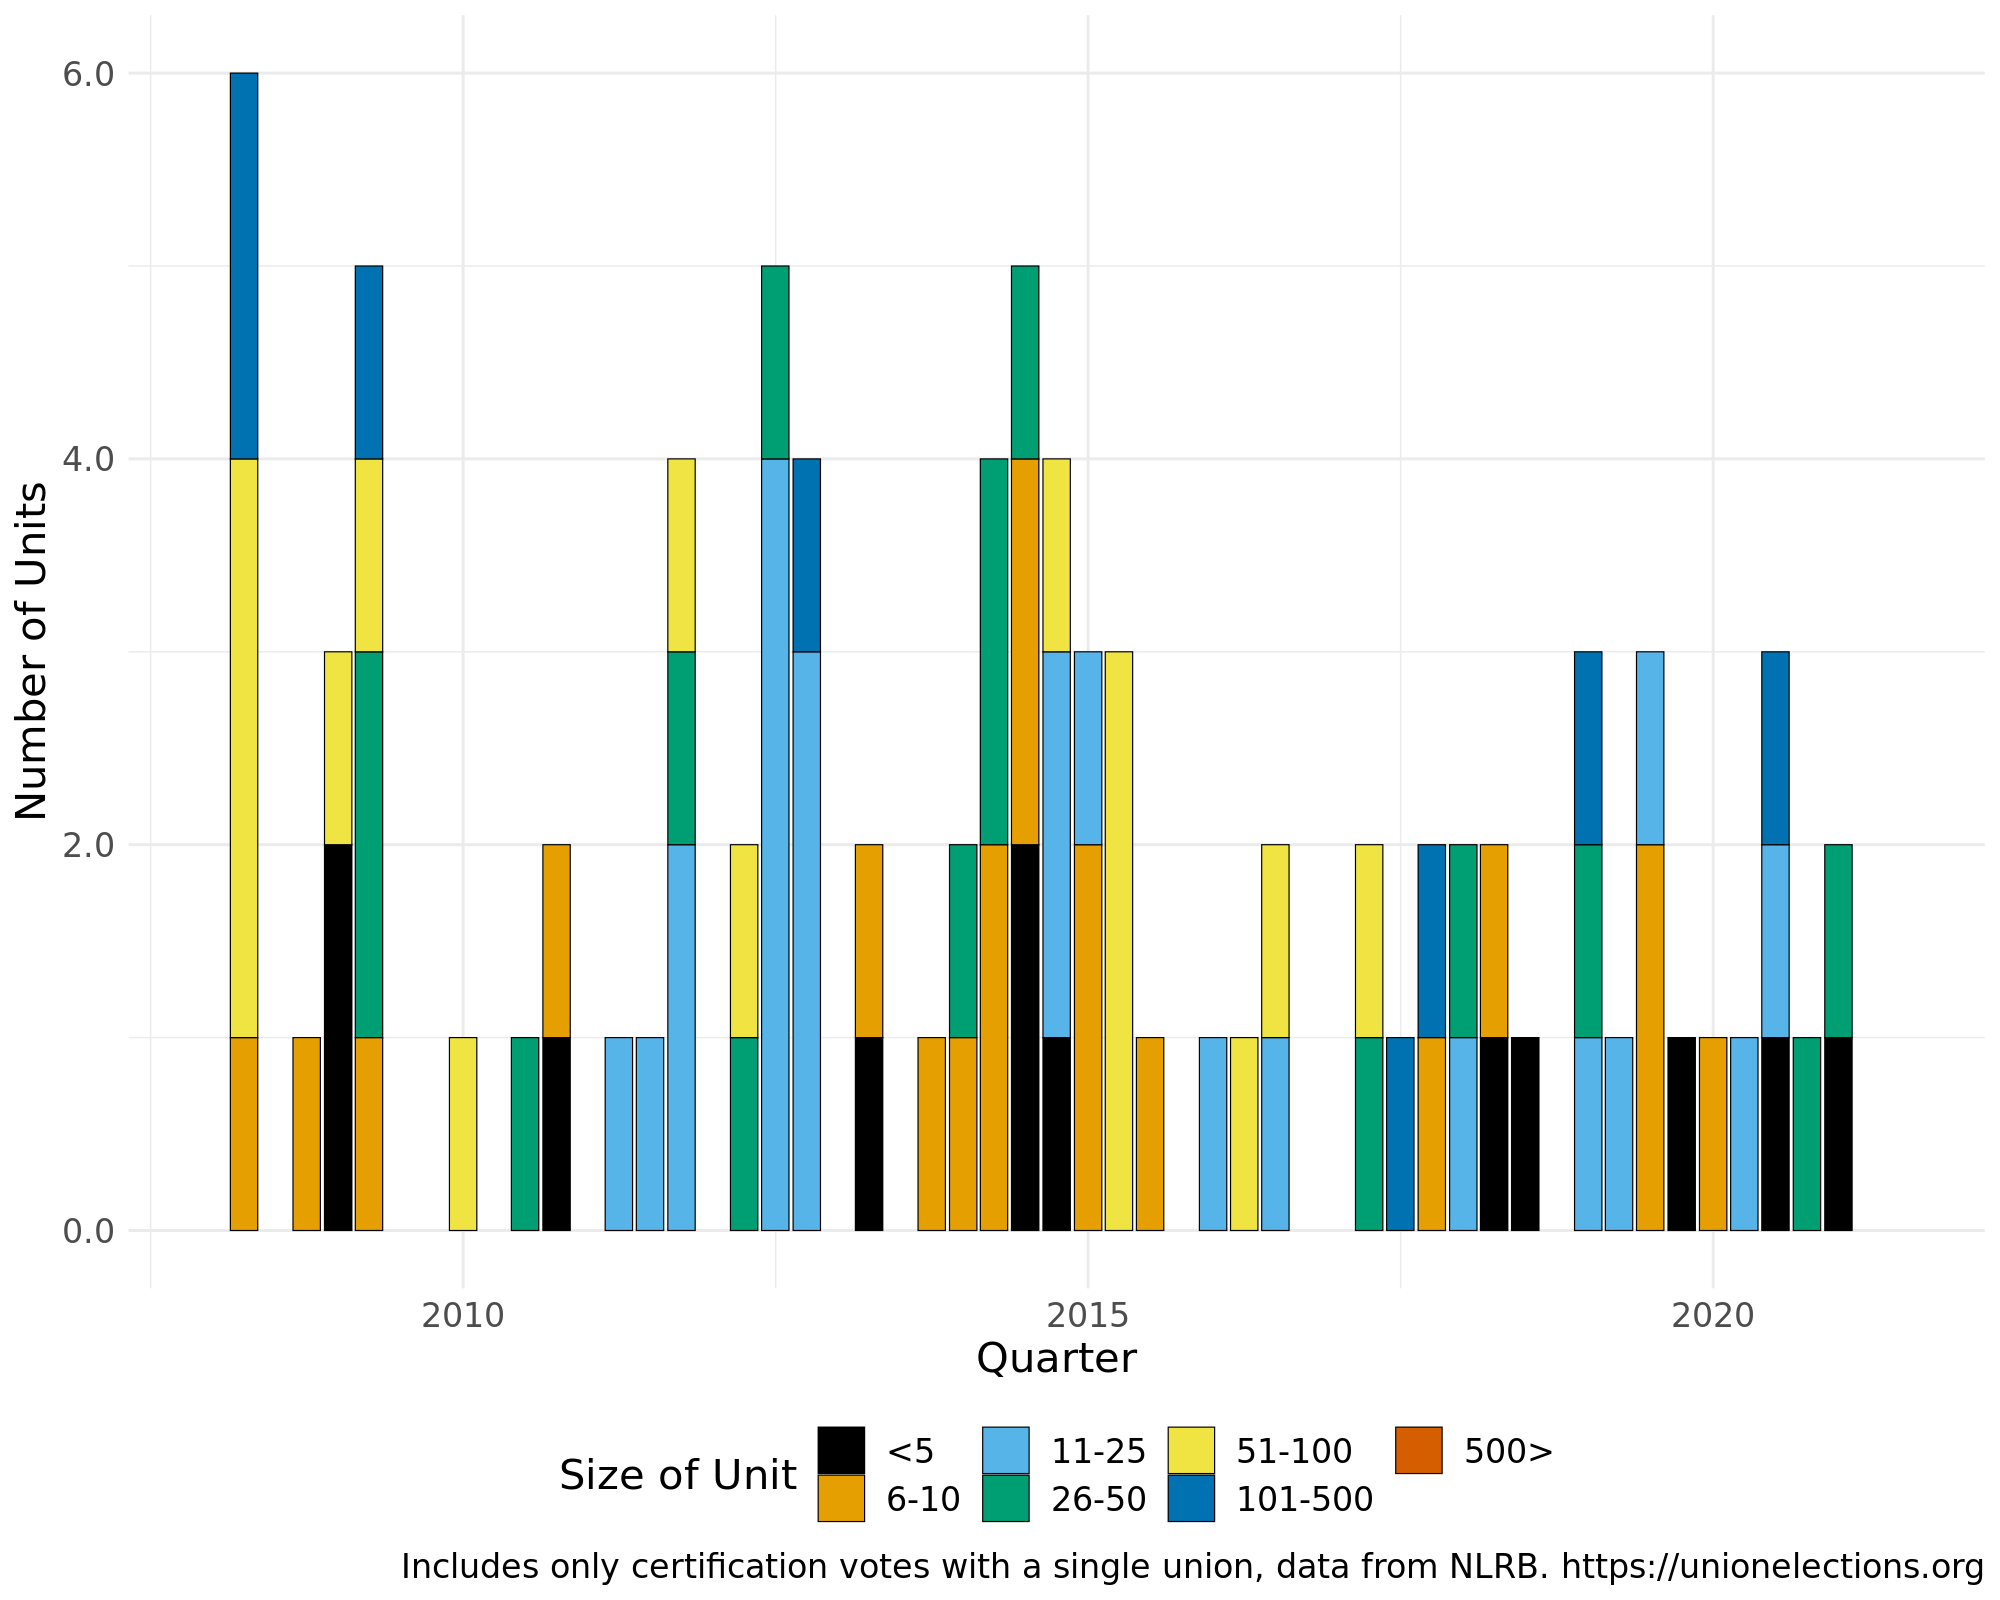 6.0
4.0
2.0
0.0
Number of Units
2010 2015 2020
Quarter
Size of Unit
<5 11-25 51-100 500>
6-10 26-50 101-500
Includes only certification votes with a single union, data from NLRB. https://unionelections.org